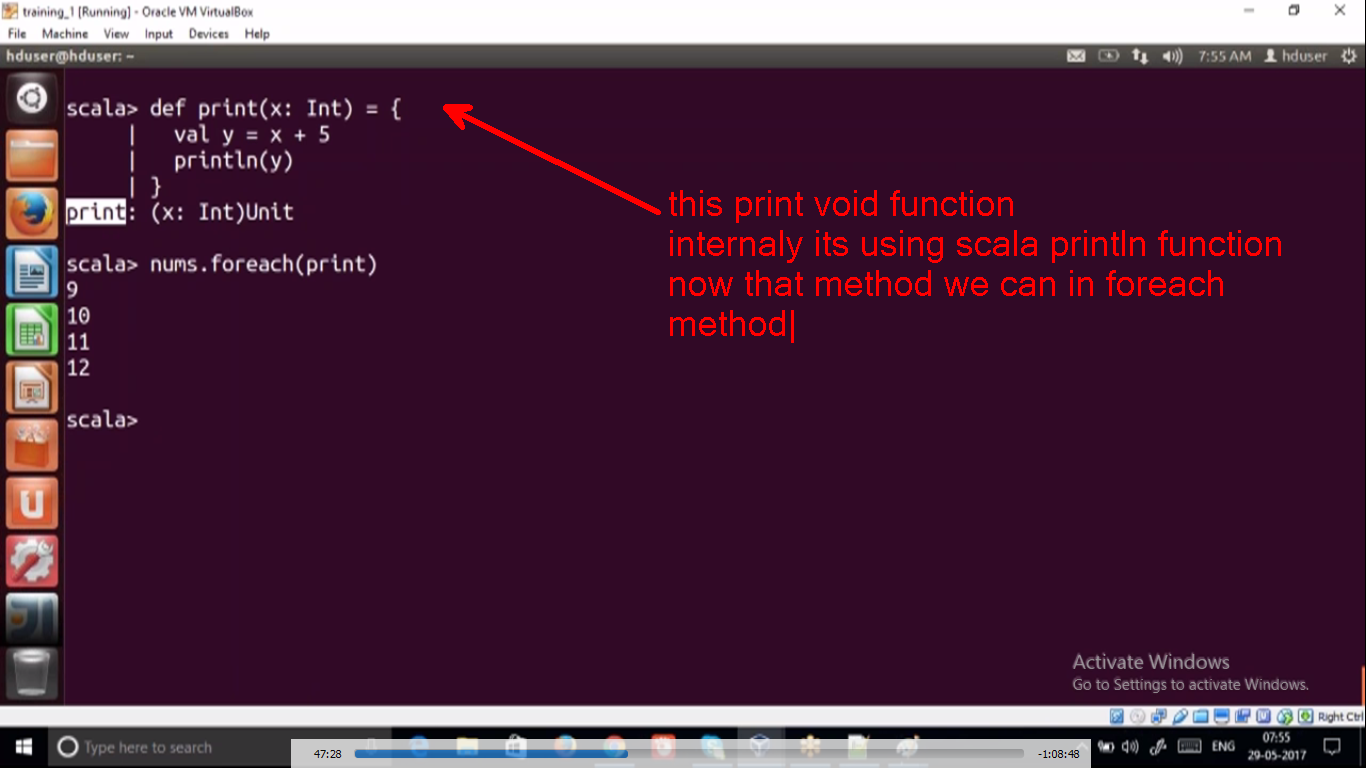 training_1 [Running] - Oracle VM VirtualBox
File Machine View Input Devices Help
hduser@hduser: ~
7:55 AM hduser
scala> def print(x: Int) = {
| val y = x + 5
| println(y)
| }
print: (x: Int)Unit
scala> nums.foreach(print)
9
10
11
12
scala>
this print void function
internaly its using scala println function
now that method we can in foreach
method|
Activate Windows
Go to Settings to activate Windows.
Right Ctrl
Type here to search
47:28
-1:08:48
ENG
07:55
29-05-2017